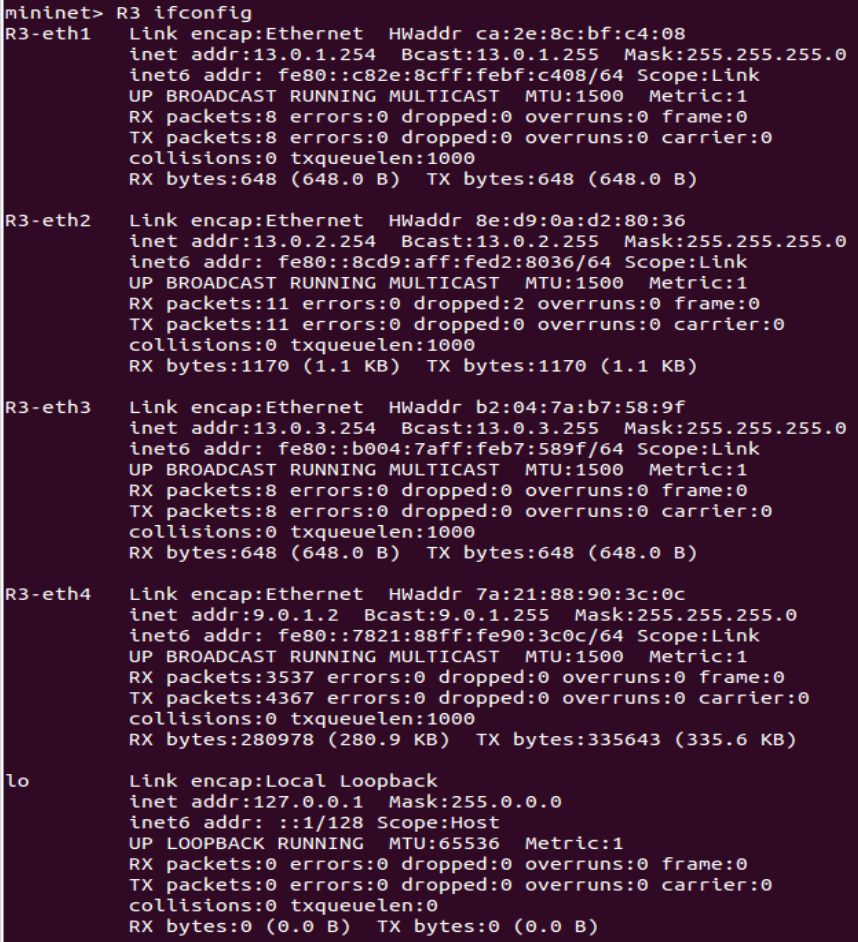 mininet> R3 ifconfig
R3-eth1   Link encap:Ethernet  HWaddr ca:2e:8c:bf:c4:08
          inet addr:13.0.1.254  Bcast:13.0.1.255  Mask:255.255.255.0
          inet6 addr: fe80::c82e:8cff:febf:c408/64 Scope:Link
          UP BROADCAST RUNNING MULTICAST  MTU:1500  Metric:1
          RX packets:8 errors:0 dropped:0 overruns:0 frame:0
          TX packets:8 errors:0 dropped:0 overruns:0 carrier:0
          collisions:0 txqueuelen:1000
          RX bytes:648 (648.0 B)  TX bytes:648 (648.0 B)

R3-eth2   Link encap:Ethernet  HWaddr 8e:d9:0a:d2:80:36
          inet addr:13.0.2.254  Bcast:13.0.2.255  Mask:255.255.255.0
          inet6 addr: fe80::8cd9:aff:fed2:8036/64 Scope:Link
          UP BROADCAST RUNNING MULTICAST  MTU:1500  Metric:1
          RX packets:11 errors:0 dropped:2 overruns:0 frame:0
          TX packets:11 errors:0 dropped:0 overruns:0 carrier:0
          collisions:0 txqueuelen:1000
          RX bytes:1170 (1.1 KB)  TX bytes:1170 (1.1 KB)

R3-eth3   Link encap:Ethernet  HWaddr b2:04:7a:b7:58:9f
          inet addr:13.0.3.254  Bcast:13.0.3.255  Mask:255.255.255.0
          inet6 addr: fe80::b004:7aff:feb7:589f/64 Scope:Link
          UP BROADCAST RUNNING MULTICAST  MTU:1500  Metric:1
          RX packets:8 errors:0 dropped:0 overruns:0 frame:0
          TX packets:8 errors:0 dropped:0 overruns:0 carrier:0
          collisions:0 txqueuelen:1000
          RX bytes:648 (648.0 B)  TX bytes:648 (648.0 B)

R3-eth4   Link encap:Ethernet  HWaddr 7a:21:88:90:3c:0c
          inet addr:9.0.1.2  Bcast:9.0.1.255  Mask:255.255.255.0
          inet6 addr: fe80::7821:88ff:fe90:3c0c/64 Scope:Link
          UP BROADCAST RUNNING MULTICAST  MTU:1500  Metric:1
          RX packets:3537 errors:0 dropped:0 overruns:0 frame:0
          TX packets:4367 errors:0 dropped:0 overruns:0 carrier:0
          collisions:0 txqueuelen:1000
          RX bytes:280978 (280.9 KB)  TX bytes:335643 (335.6 KB)

lo        Link encap:Local Loopback
          inet addr:127.0.0.1  Mask:255.0.0.0
          inet6 addr: ::1/128 Scope:Host
          UP LOOPBACK RUNNING  MTU:65536  Metric:1
          RX packets:0 errors:0 dropped:0 overruns:0 frame:0
          TX packets:0 errors:0 dropped:0 overruns:0 carrier:0
          collisions:0 txqueuelen:0
          RX bytes:0 (0.0 B)  TX bytes:0 (0.0 B)